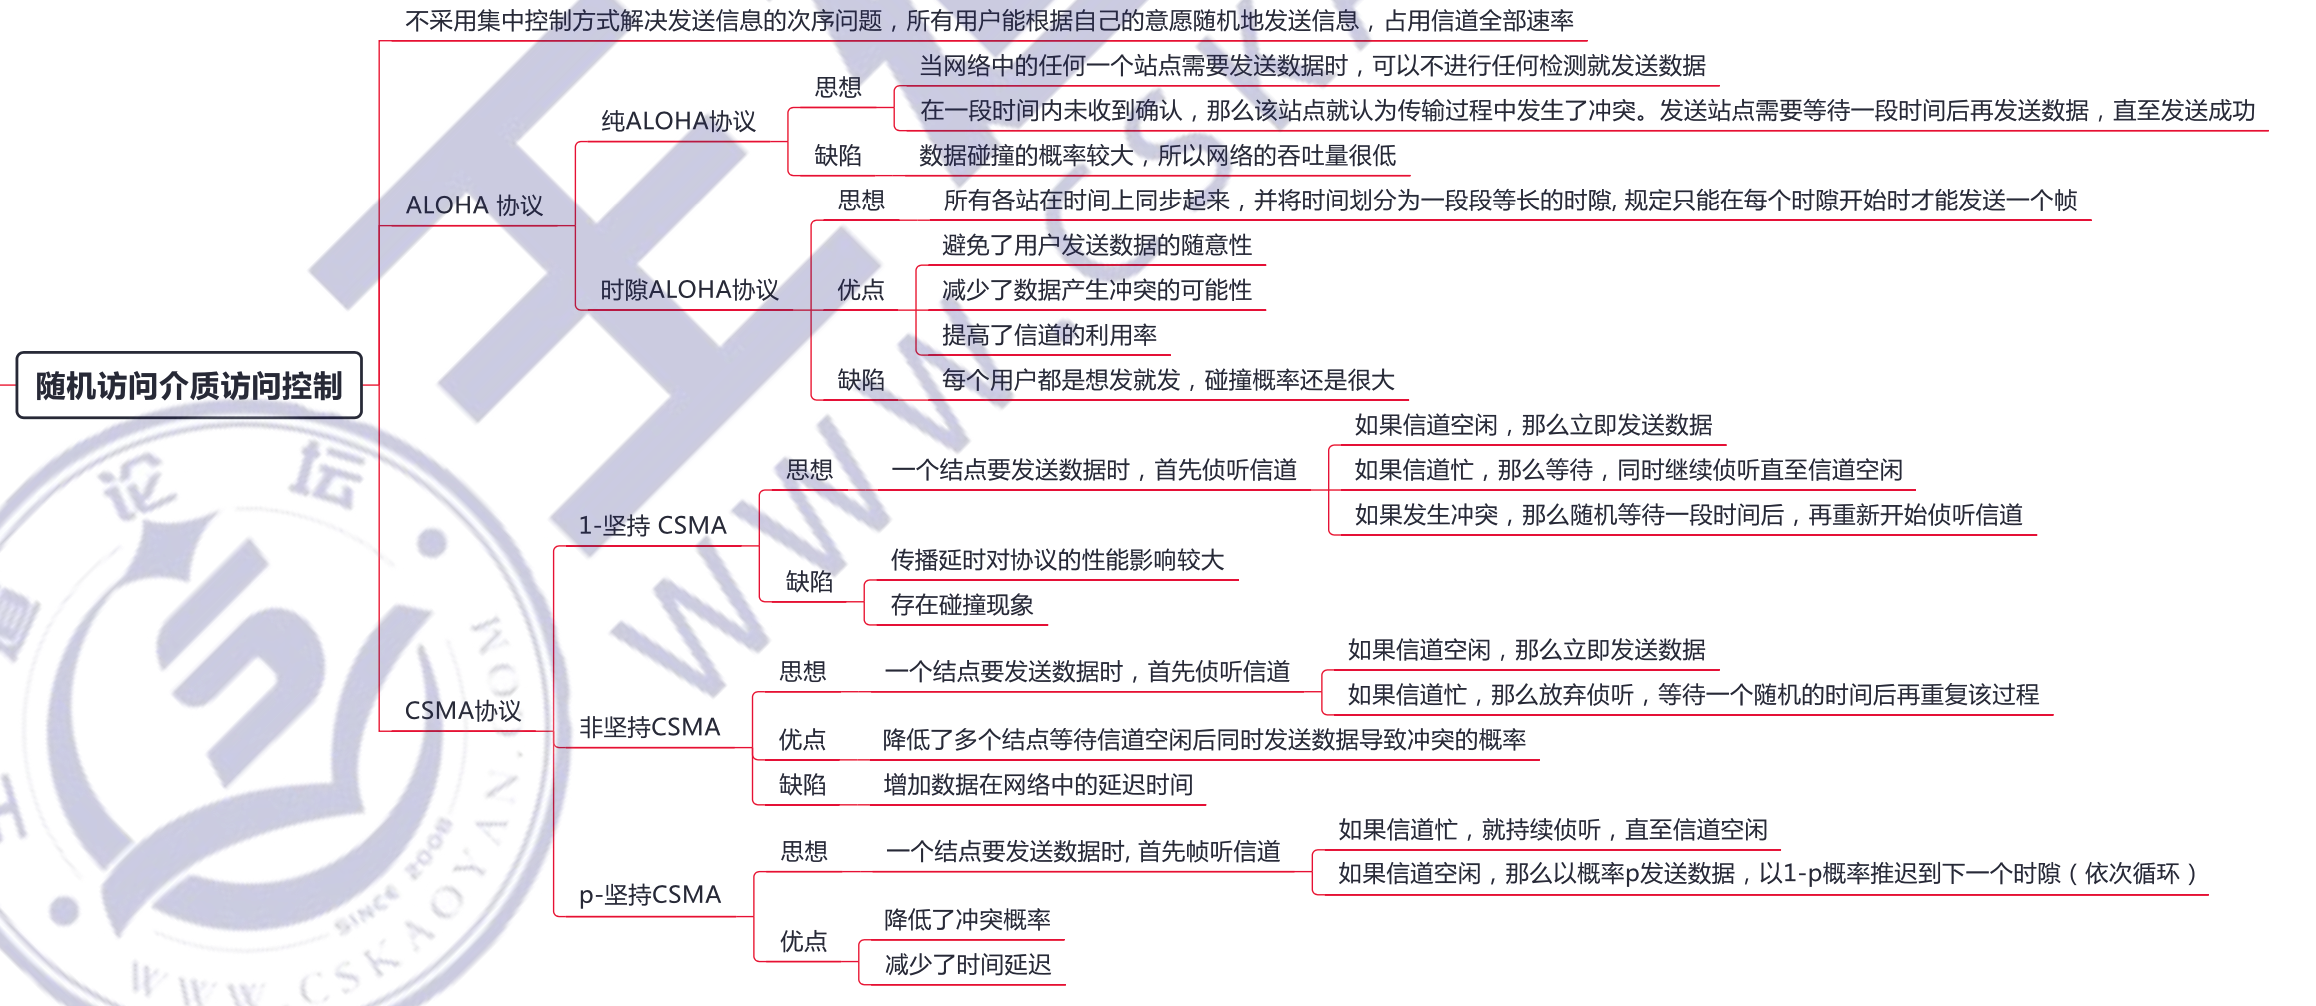 不采用集中控制方式解决发送信息的次序问题，所有用户能根据自己的意愿随机地发送信息，占用信道全部速率
当网络中的任何一个站点需要发送数据时，可以不进行任何检测就发送数据
思想
在一段时间内未收到确认，那么该站点就认为传输过程中发生了冲突。发送站点需要等待一段时间后再发送数据，直至发送成功
纯ALOHA协议
缺陷 数据碰撞的概率较大，所以网络的吞吐量很低
ALOHA 协议
思想 所有各站在时间上同步起来，并将时间划分为一段段等长的时隙, 规定只能在每个时隙开始时才能发送一个帧
避免了用户发送数据的随意性
时隙ALOHA协议
优点 减少了数据产生冲突的可能性
提高了信道的利用率
缺陷 每个用户都是想发就发，碰撞概率还是很大
随机访问介质访问控制
如果信道空闲，那么立即发送数据
思想 一个结点要发送数据时，首先侦听信道 如果信道忙，那么等待，同时继续侦听直至信道空闲
如果发生冲突，那么随机等待一段时间后，再重新开始侦听信道
1-坚持 CSMA
传播延时对协议的性能影响较大
缺陷
存在碰撞现象
如果信道空闲，那么立即发送数据
思想 一个结点要发送数据时，首先侦听信道
如果信道忙，那么放弃侦听，等待一个随机的时间后再重复该过程
CSMA协议
非坚持CSMA
优点 降低了多个结点等待信道空闲后同时发送数据导致冲突的概率
缺陷 增加数据在网络中的延迟时间
如果信道忙，就持续侦听，直至信道空闲
思想 一个结点要发送数据时, 首先帧听信道
如果信道空闲，那么以概率p发送数据，以1-p概率推迟到下一个时隙（依次循环）
p-坚持CSMA
降低了冲突概率
优点
减少了时间延迟
论坛
SINCE 2008
WWW.CSKAOYAN.COM
WWW.CSKA